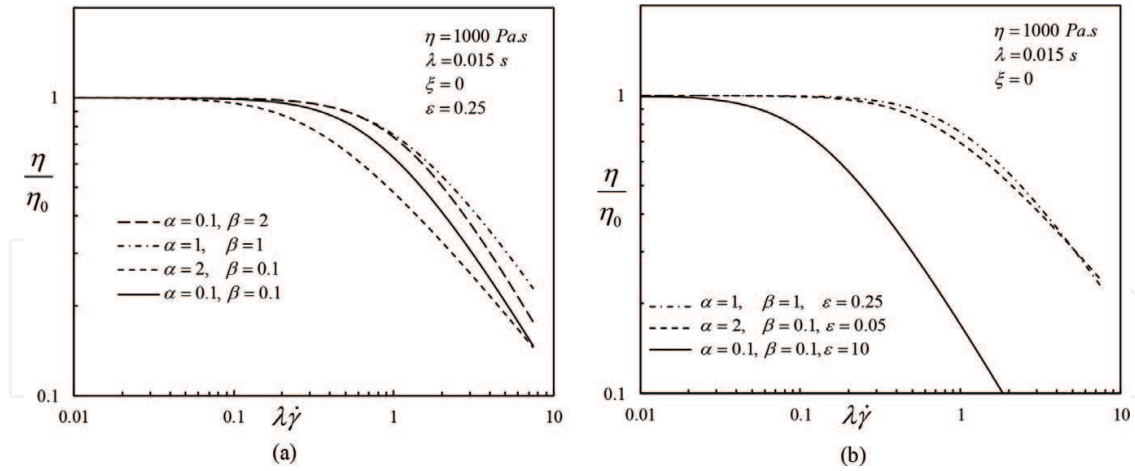 η = 1000 Pa.s
λ = 0.015 s
ξ = 0
ε = 0.25
1
η
η0
α = 0.1, β = 2
α = 1, β = 1
α = 2, β = 0.1
α = 0.1, β = 0.1
0.1
0.01 0.1 1 10
λγ̇
(a)
η = 1000 Pa.s
λ = 0.015 s
ξ = 0
1
η
η0
α = 1, β = 1, ε = 0.25
α = 2, β = 0.1, ε = 0.05
α = 0.1, β = 0.1, ε = 10
0.1
0.01 0.1 1 10
λγ̇
(b)